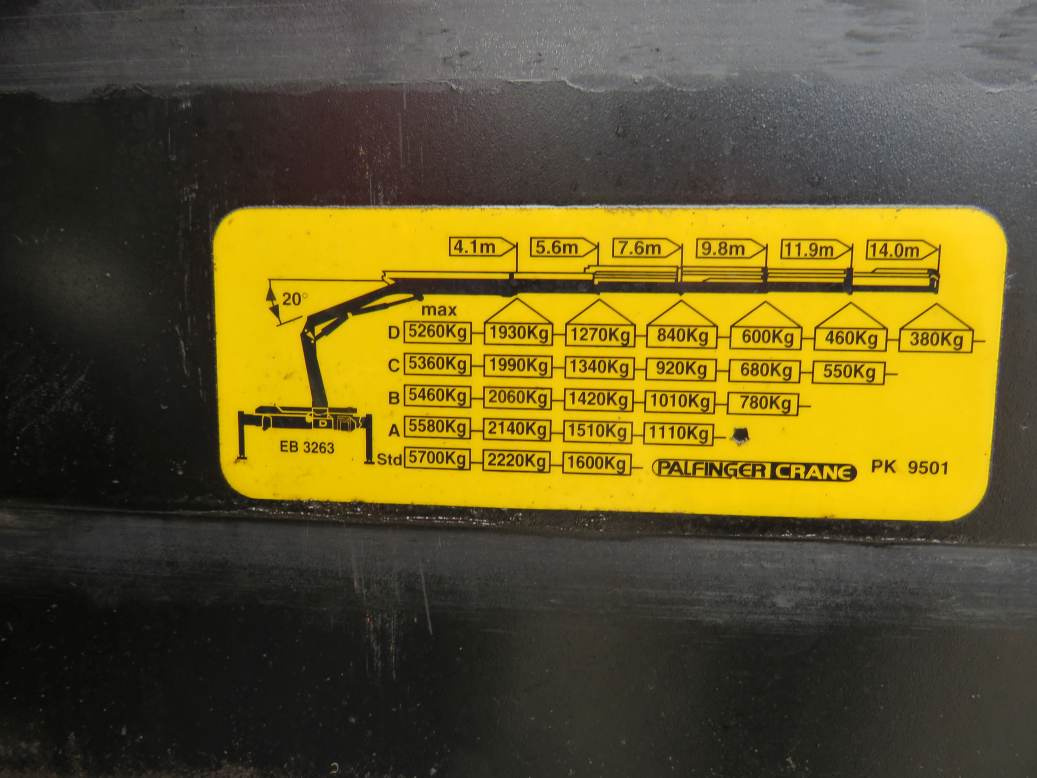 4.1m 5.6m 7.6m 9.8m 11.9m 14.0m
20°
max
D 5260Kg 1930Kg 1270Kg 840Kg 600Kg 460Kg 380Kg
C 5360Kg 1990Kg 1340Kg 920Kg 680Kg 550Kg
B 5460Kg 2060Kg 1420Kg 1010Kg 780Kg
A 5580Kg 2140Kg 1510Kg 1110Kg
EB 3263
Std 5700Kg 2220Kg 1600Kg PALFINGER CRANE PK 9501